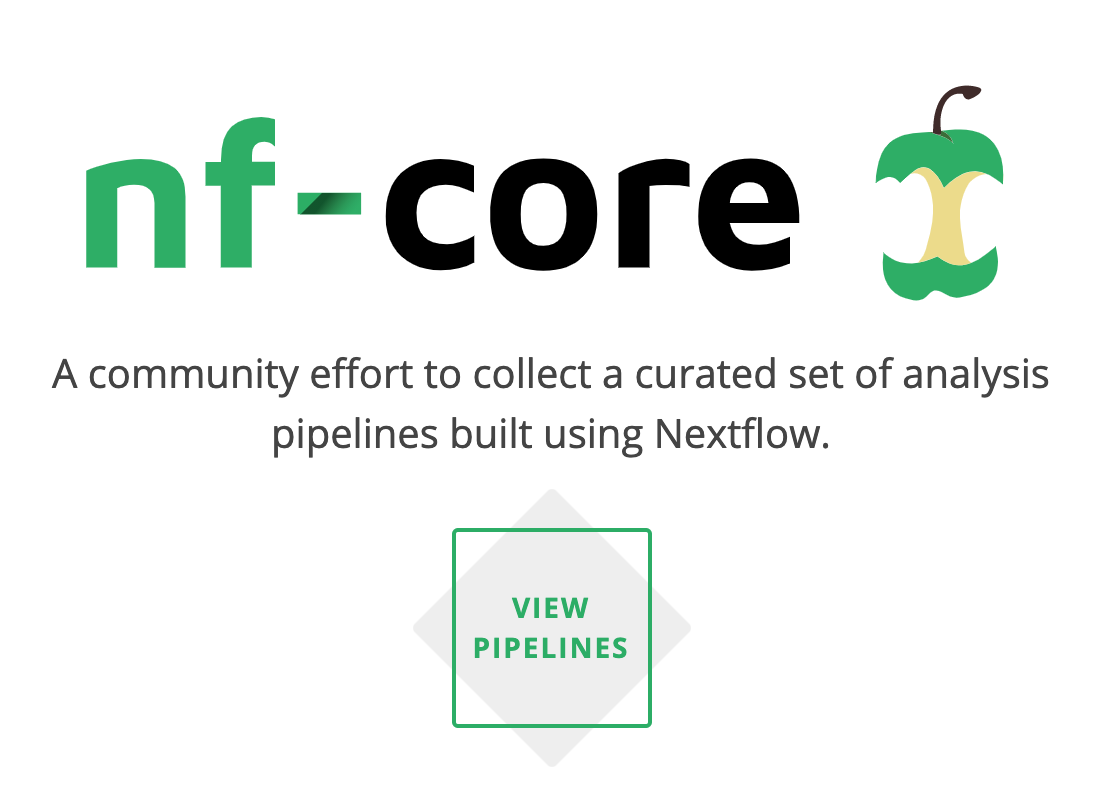 nf-core
A community effort to collect a curated set of analysis
pipelines built using Nextflow.
VIEW
PIPELINES